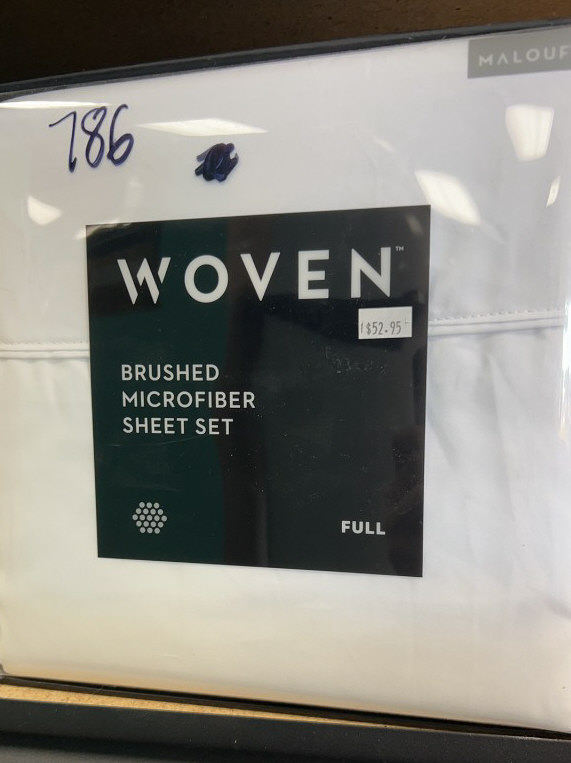 MALOUF
786
WOVEN™
$52.95
BRUSHED
MICROFIBER
SHEET SET
FULL